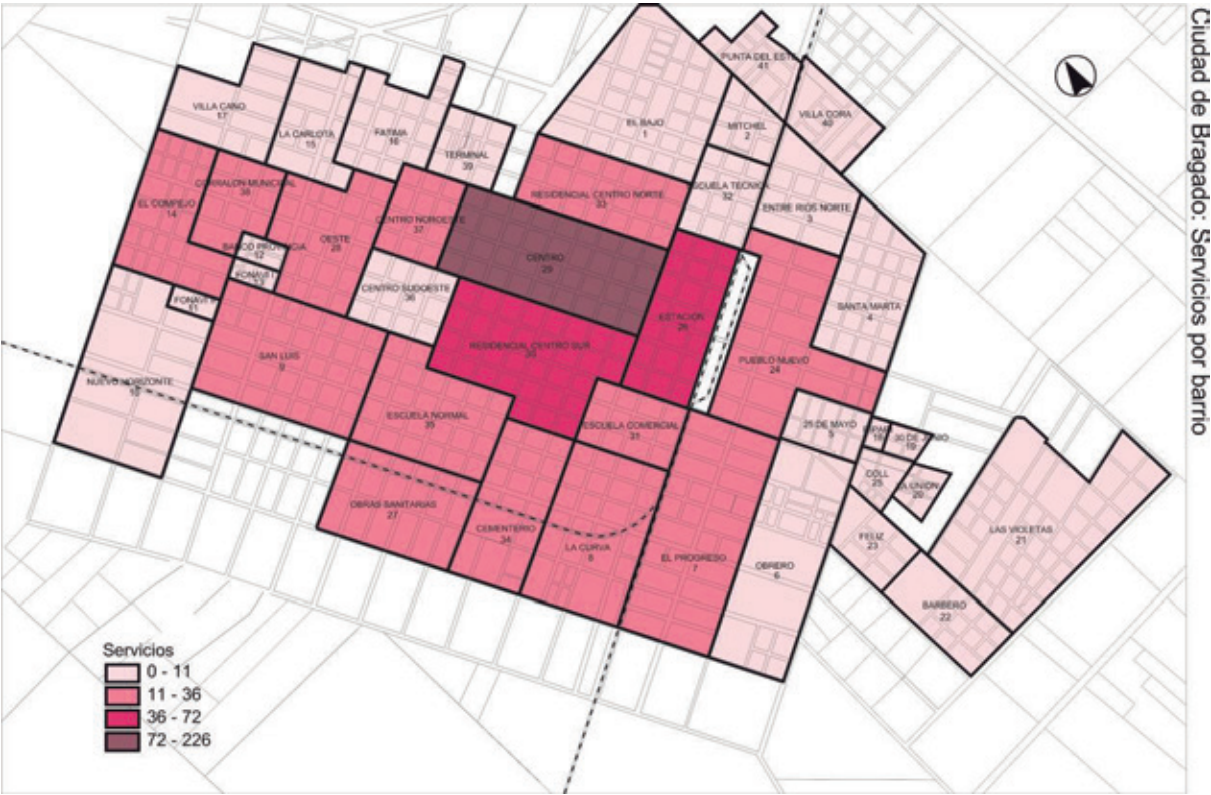 Ciudad de Bragado: Servicios por barrio
PUNTA DEL ESTE
41
VILLA CANO
17
EL BAJO
1
MITCHEL
2
VILLA CORA
40
LA CARLOTA
15
FATIMA
16
TERMINAL
39
CORRALON MUNICIPAL
38
RESIDENCIAL CENTRO NORTE
33
ESCUELA TECNICA
32
ENTRE RIOS NORTE
3
EL COMPEJO
14
CENTRO NOROESTE
37
OESTE
28
BANCO PROVINCIA
12
CENTRO
29
FONAVI I
13
CENTRO SUDOESTE
36
FONAVI II
11
ESTACION
26
SANTA MARTA
4
SAN LUIS
9
RESIDENCIAL CENTRO SUR
30
PUEBLO NUEVO
24
NUEVO HORIZONTE
10
ESCUELA NORMAL
35
ESCUELA COMERCIAL
31
25 DE MAYO
5
18
30 DE JUNIO
19
COLL
25
LA UNION
20
OBRAS SANITARIAS
27
CEMENTERIO
34
LA CURVA
8
EL PROGRESO
7
OBRERO
6
FELIZ
23
LAS VIOLETAS
21
BARBERO
22
Servicios
0 - 11
11 - 36
36 - 72
72 - 226